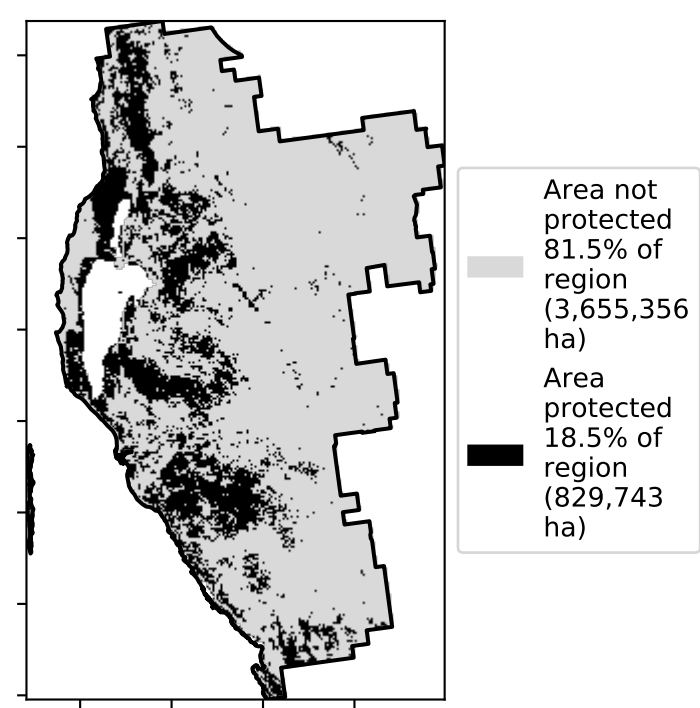 Area not
protected
81.5% of
region
(3,655,356
ha)
Area
protected
18.5% of
region
(829,743
ha)